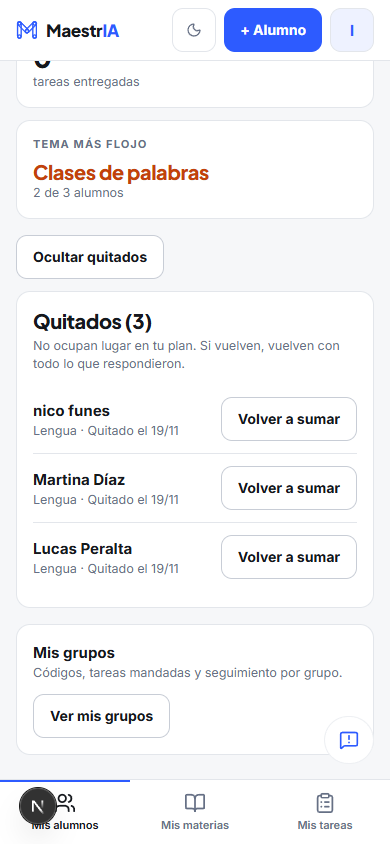 MaestrIA
+ Alumno
I
tareas entregadas
TEMA MÁS FLOJO
Clases de palabras
2 de 3 alumnos
Ocultar quitados
Quitados (3)
No ocupan lugar en tu plan. Si vuelven, vuelven con
todo lo que respondieron.
nico funes
Lengua · Quitado el 19/11
Volver a sumar
Martina Díaz
Lengua · Quitado el 19/11
Volver a sumar
Lucas Peralta
Lengua · Quitado el 19/11
Volver a sumar
Mis grupos
Códigos, tareas mandadas y seguimiento por grupo.
Ver mis grupos
N
Mis alumnos
Mis materias
Mis tareas